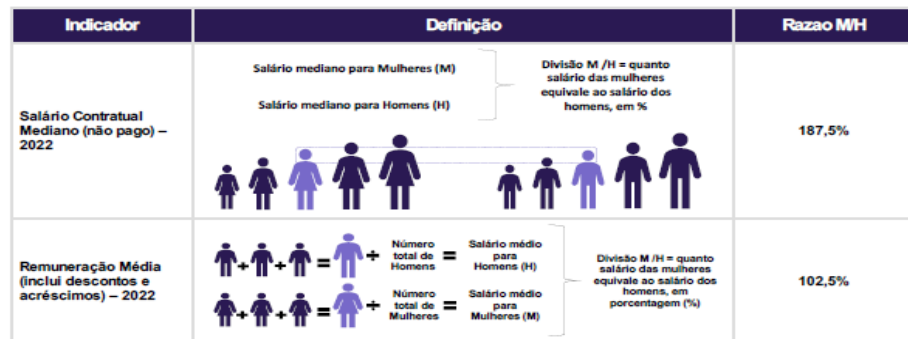 Indicador
Definição
Razao M/H
Salário Contratual
Mediano (não pago) –
2022
Salário mediano para Mulheres (M)
Salário mediano para Homens (H)
Divisão M /H = quanto
salário das mulheres
equivale ao salário dos
homens, em %
187,5%
Remuneração Média
(inclui descontos e
acréscimos) – 2022
+ + = ÷
Número
total de
Homens
=
Salário médio
para
Homens (H)
+ + = ÷
Número
total de
Mulheres
=
Salário médio
para
Mulheres (M)
Divisão M /H = quanto
salário das mulheres
equivale ao salário dos
homens, em
porcentagem (%)
102,5%